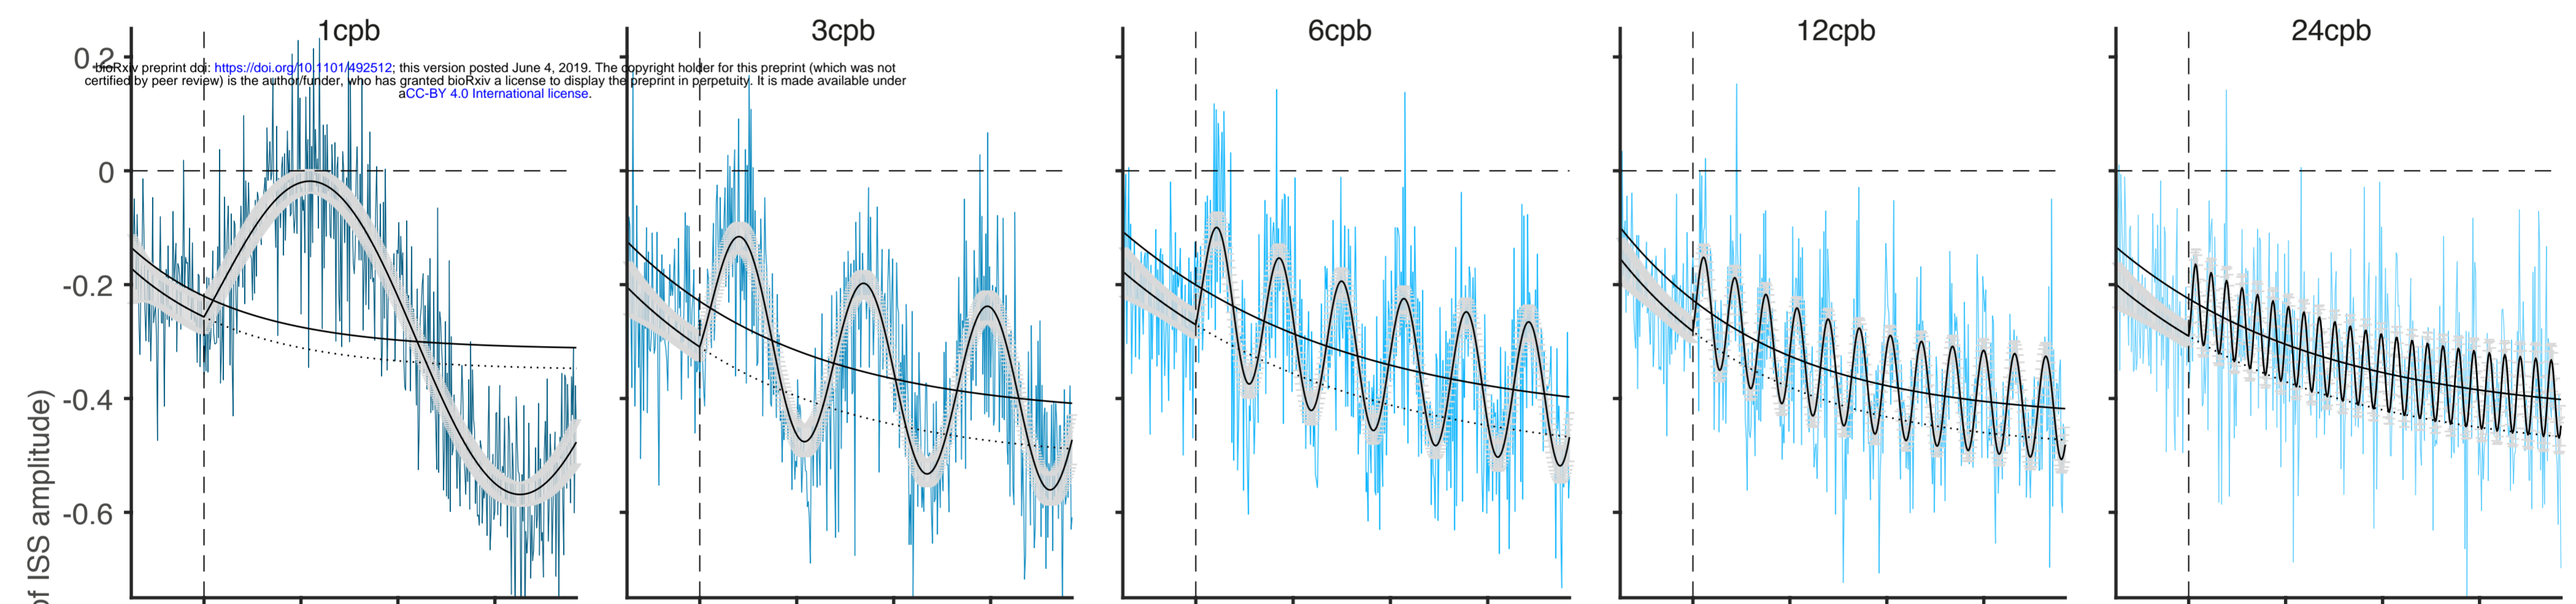 1cpb 3cpb 6cpb 12cpb 24cpb
0.2
bioRxiv preprint doi: https://doi.org/10.1101/492512; this version posted June 4, 2019. The copyright holder for this preprint (which was not
certified by peer review) is the author/funder, who has granted bioRxiv a license to display the preprint in perpetuity. It is made available under
aCC-BY 4.0 International license.
0
-0.2
-0.4
-0.6
of ISS amplitude)